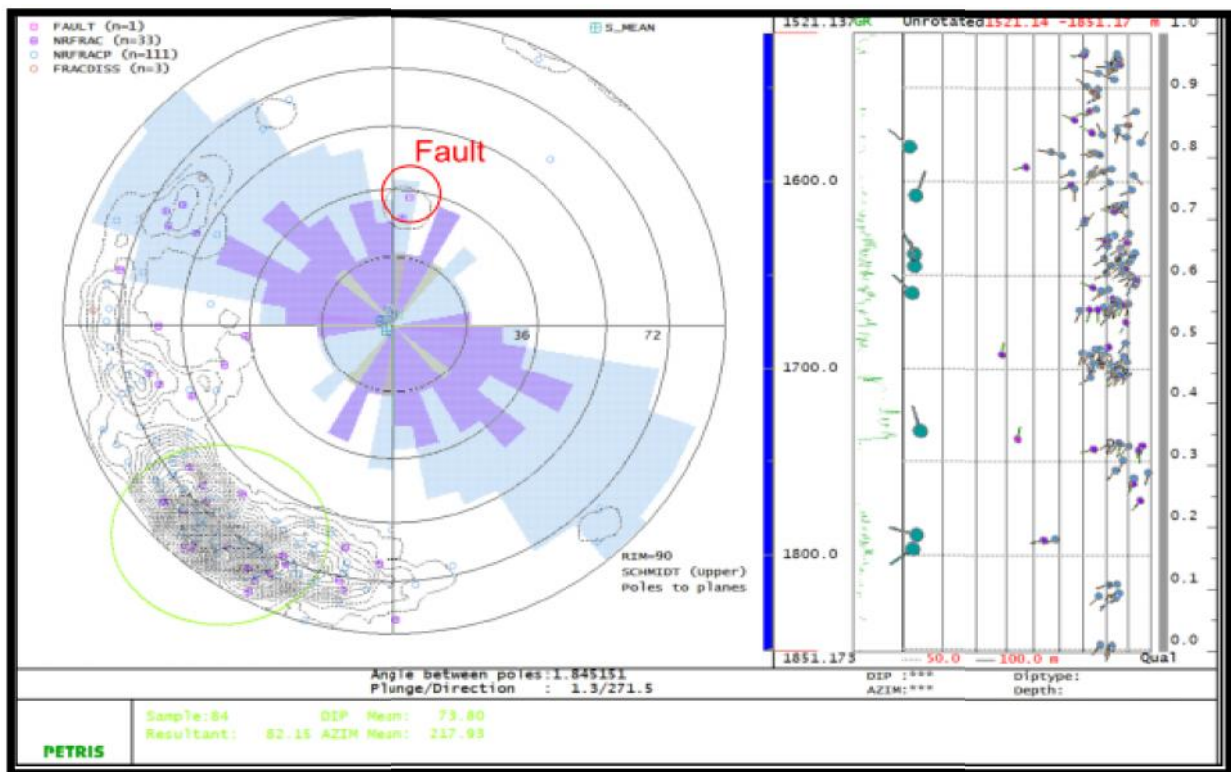 FAULT (n=1)
NRFRAC (n=33)
NRFRACP (n=111)
FRACDISS (n=3)
S_MEAN
Fault
36
72
RIM=90
SCHMIDT (Upper)
Poles to planes
1521.137 GR Unrotated 1521.14 -1851.17 m 1.0
0.9
0.8
1600.0
0.7
0.6
0.5
1700.0
0.4
0.3
0.2
1800.0
0.1
0.0
1851.173 50.0 100.0 m Qual
Angle between poles:1.845151
Plunge/Direction : 1.3/271.5
DIP :*** Diptype:
AZIM:*** Depth:
Sample:84 DIP Mean: 73.80
Resultant: 82.15 AZIM Mean: 217.93
PETRIS